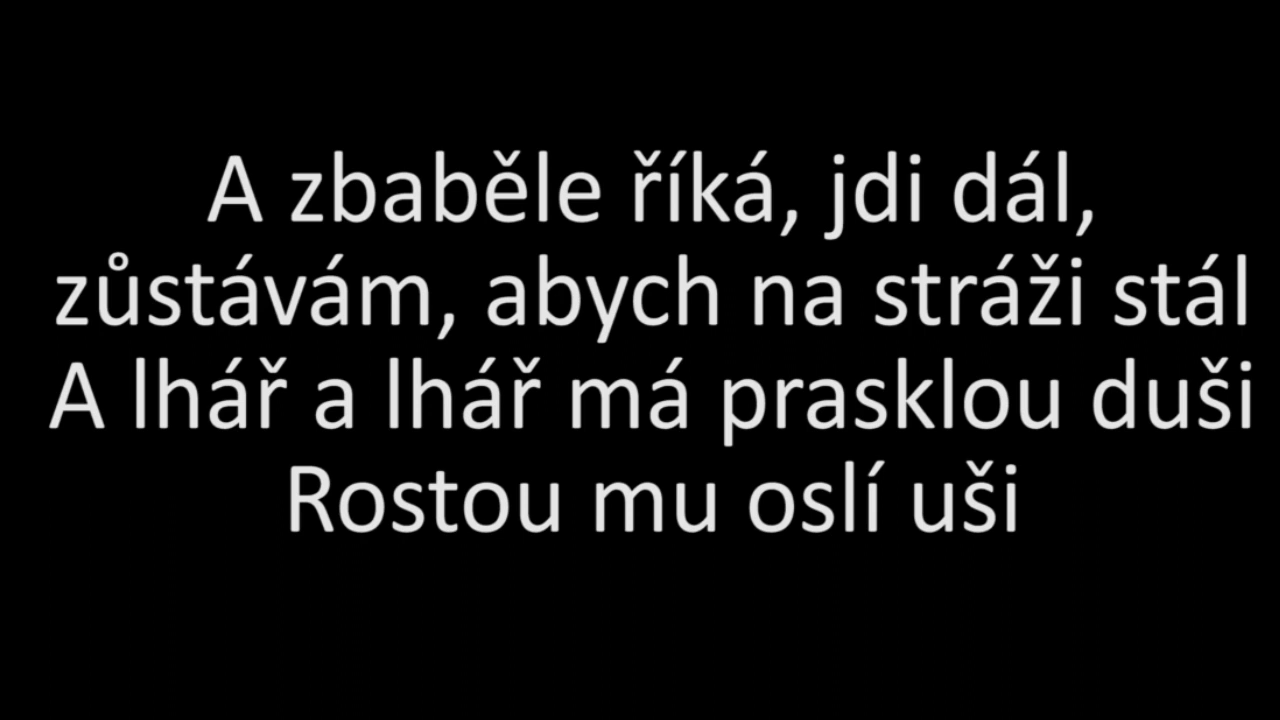 A zbaběle říká, jdi dál,
zůstávám, abych na stráži stál
A lhář a lhář má prasklou duši
Rostou mu oslí uši